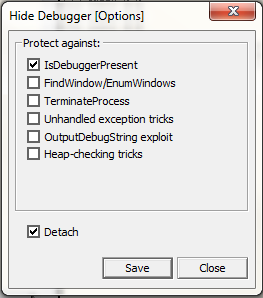 Hide Debugger [Options]
Protect against:
IsDebuggerPresent
FindWindow/EnumWindows
TerminateProcess
Unhandled exception tricks
OutputDebugString exploit
Heap-checking tricks
Detach
Save Close